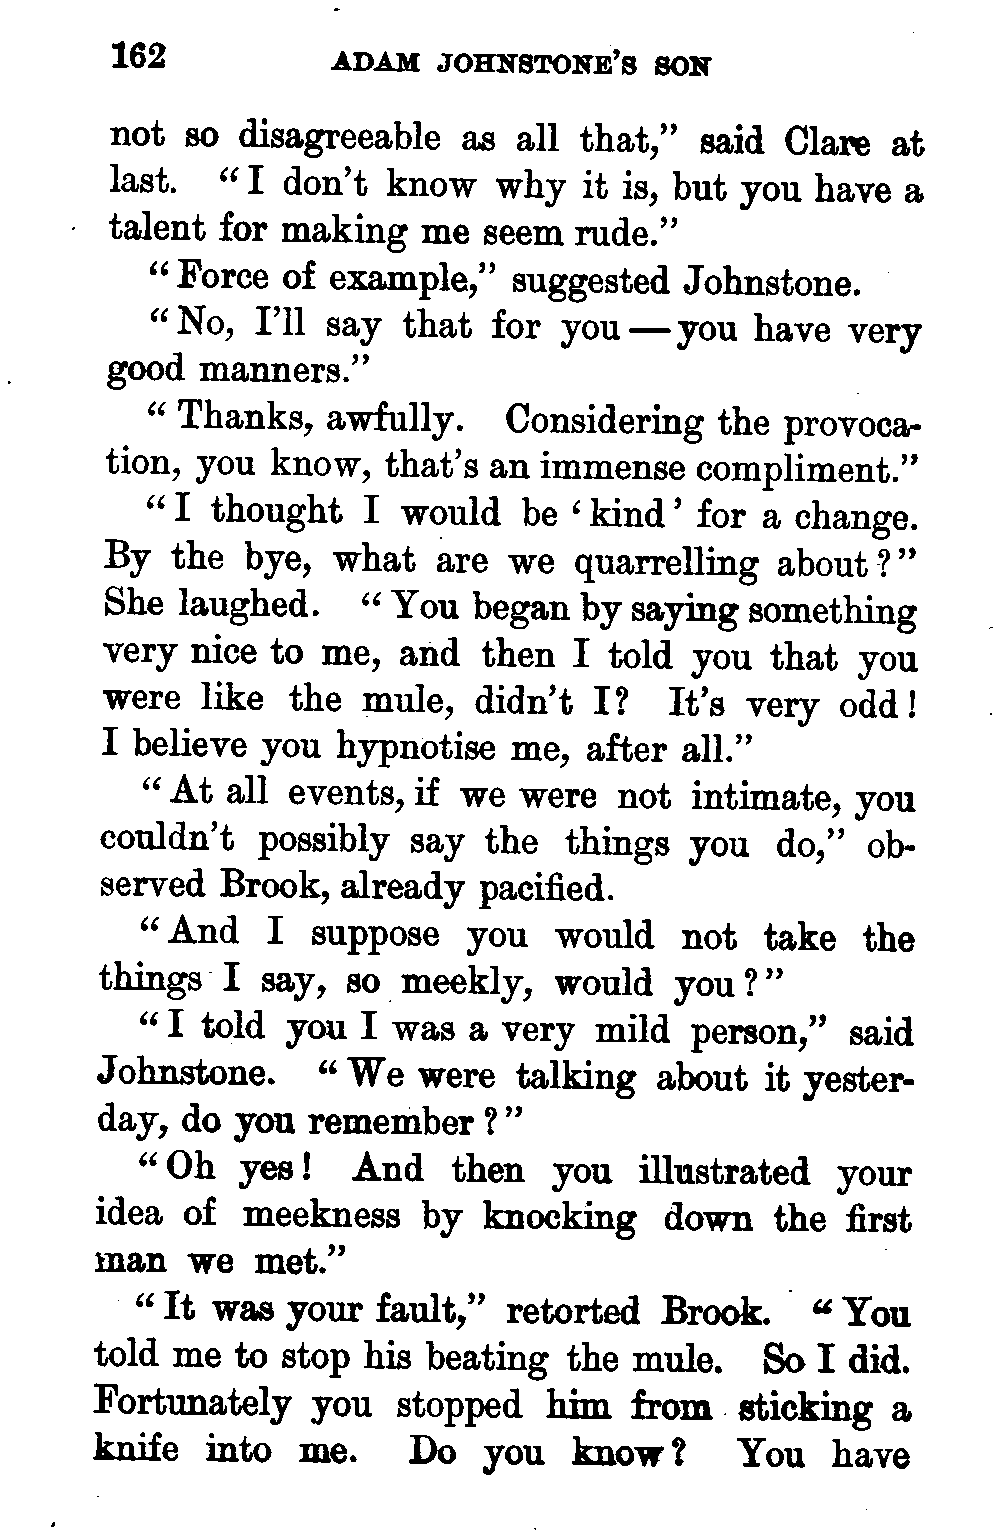 162 ADAM JOHNSTONE'S SON
not so disagreeable as all that,” said Clare at
last. “I don't know why it is, but you have a
talent for making me seem rude.”
“Force of example,” suggested Johnstone.
“No, I'll say that for you—you have very
good manners.”
“Thanks, awfully. Considering the provoca-
tion, you know, that's an immense compliment.”
“I thought I would be ‘kind’ for a change.
By the bye, what are we quarrelling about?”
She laughed. “You began by saying something
very nice to me, and then I told you that you
were like the mule, didn't I? It's very odd!
I believe you hypnotise me, after all.”
“At all events, if we were not intimate, you
couldn't possibly say the things you do,” ob-
served Brook, already pacified.
“And I suppose you would not take the
things I say, so meekly, would you?”
“I told you I was a very mild person,” said
Johnstone. “We were talking about it yester-
day, do you remember?”
“Oh yes! And then you illustrated your
idea of meekness by knocking down the first
man we met.”
“It was your fault,” retorted Brook. “You
told me to stop his beating the mule. So I did.
Fortunately you stopped him from sticking a
knife into me. Do you know? You have